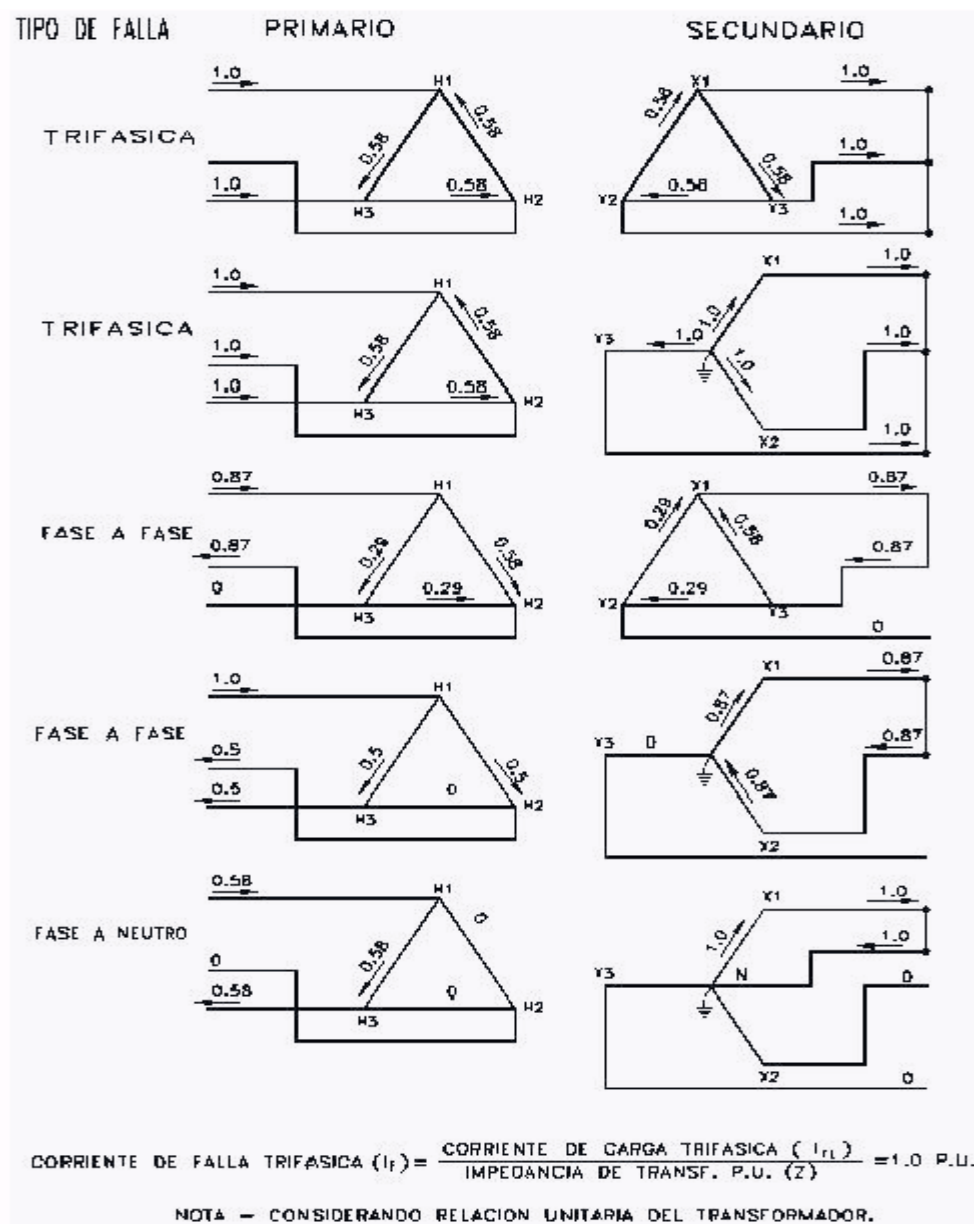 TIPO DE FALLA PRIMARIO SECUNDARIO
TRIFASICA
1.0
H1
0.58
0.58
1.0
0.58
H3
H2
1.0
X1
0.58
0.58
1.0
Y2
0.58
Y3
1.0
TRIFASICA
1.0
H1
0.58
0.58
1.0
1.0
0.58
H3
H2
X1
1.0
1.0
Y3
1.0
1.0
1.0
X2
1.0
FASE A FASE
0.87
H1
0.87
0.29
0.58
0
0.29
H3
H2
X1
0.87
0.29
0.58
0.87
Y2
0.29
Y3
0
FASE A FASE
1.0
H1
0.5
0.5
0.5
0.5
0
H3
H2
X1
0.87
0.87
Y3
0
0.87
0.87
X2
FASE A NEUTRO
0.58
H1
0
0
0.58
0.58
0
H3
H2
X1
1.0
1.0
1.0
Y3
N
0
X2
0
CORRIENTE DE FALLA TRIFASICA (If) = CORRIENTE DE CARGA TRIFASICA (IrL)
IMPEDANCIA DE TRANSF. P.U. (Z)
= 1.0 P.U.
NOTA – CONSIDERANDO RELACION UNITARIA DEL TRANSFORMADOR.